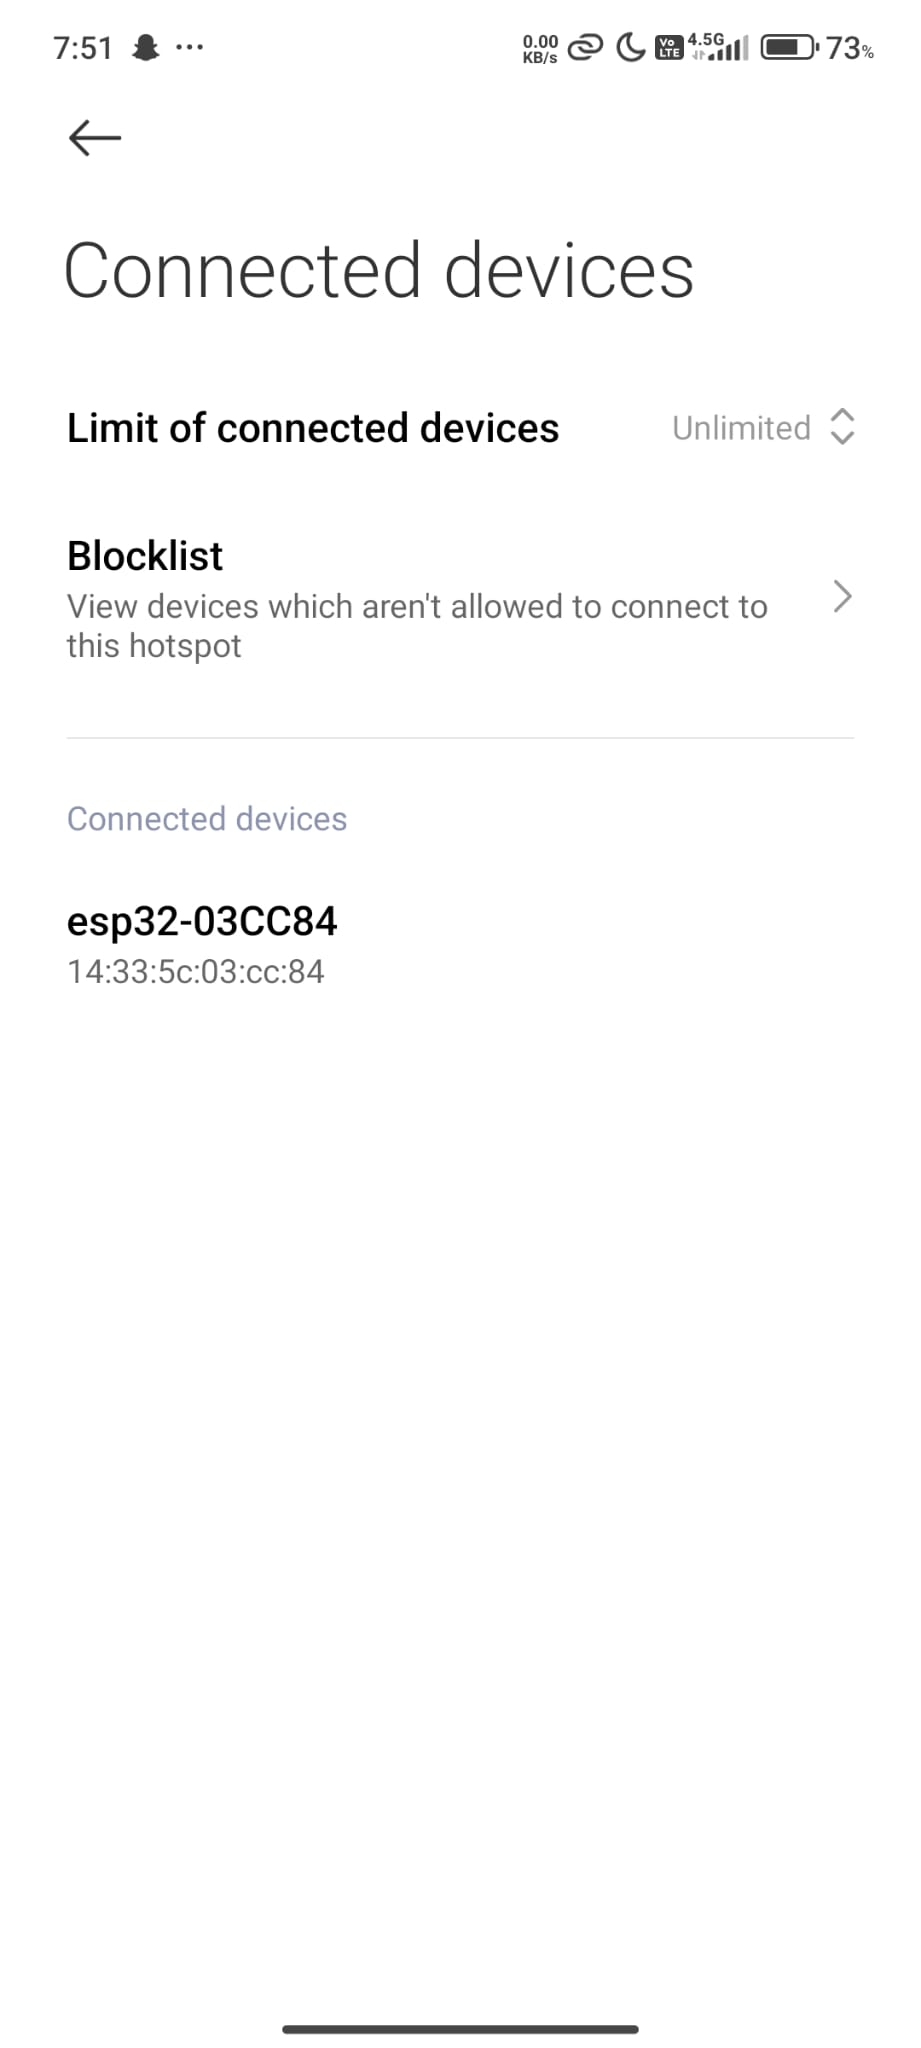 7:51 ...
0.00
KB/s
Vo
LTE
4.5G
73%
Connected devices
Limit of connected devices Unlimited
Blocklist
View devices which aren't allowed to connect to
this hotspot
Connected devices
esp32-03CC84
14:33:5c:03:cc:84